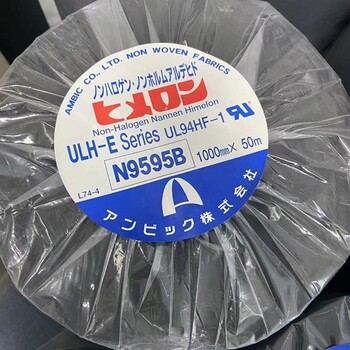 AMBIC CO., LTD. NON WOVEN FABRICS
ノンハロゲン・ノンホルムアルデヒド
ヒメロン
Non-Halogen Nannen Himelon
ULH-E Series UL94HF-1
N9595B
1000mm× 50m
L74-4
アンビック株式会社